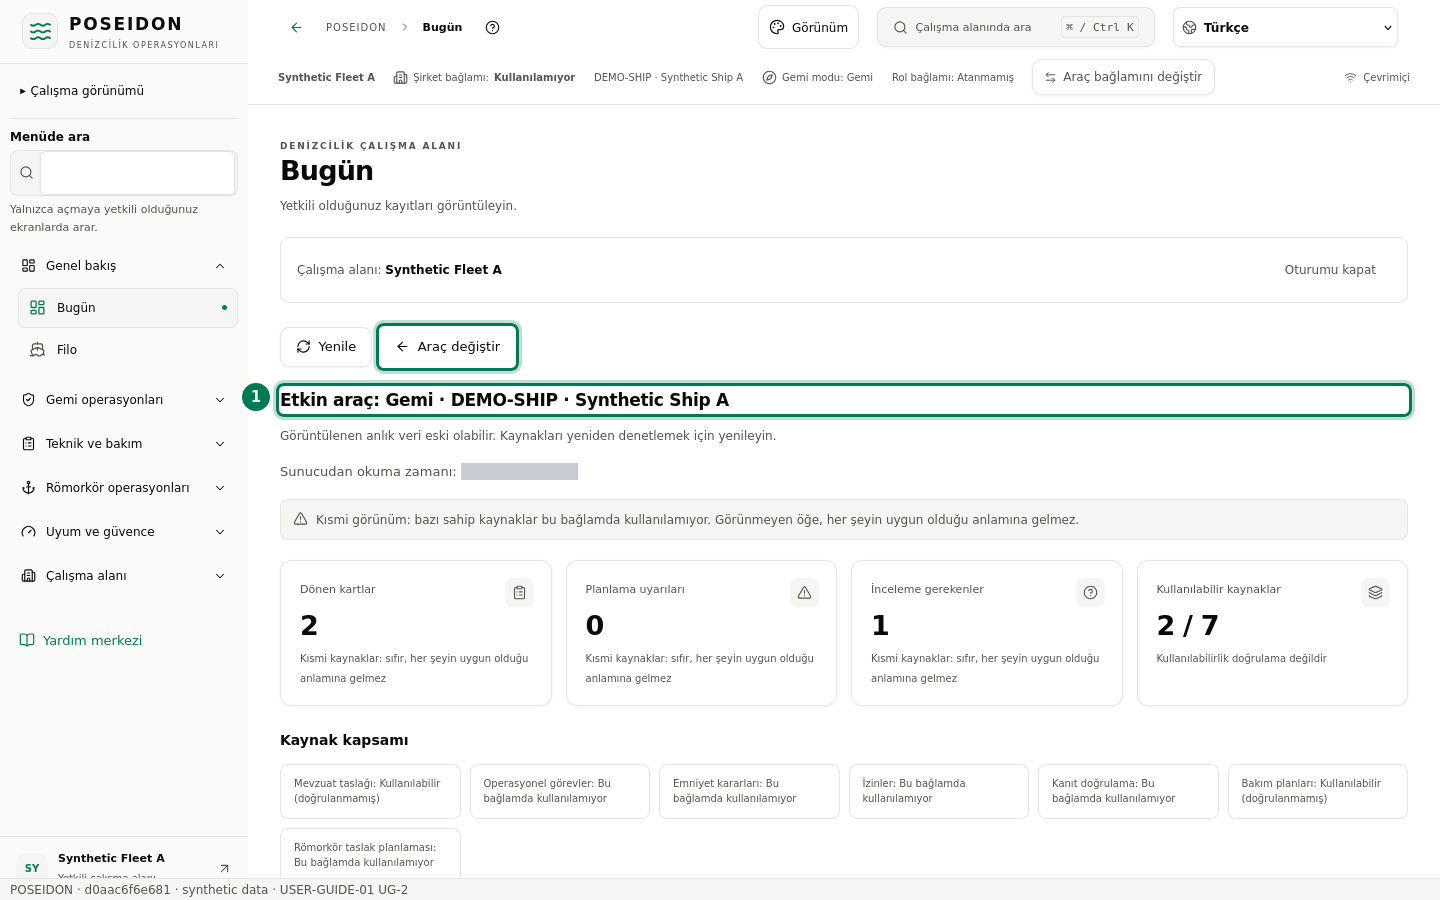 POSEIDON
DENİZCİLİK OPERASYONLARI
▸ Çalışma görünümü
Menüde ara
Yalnızca açmaya yetkili olduğunuz
ekranlarda arar.
Genel bakış
Bugün
Filo
Gemi operasyonları
Teknik ve bakım
Römorkör operasyonları
Uyum ve güvence
Çalışma alanı
Yardım merkezi
SY
Synthetic Fleet A
Yetkili çalışma alanı
POSEIDON
Bugün
Görünüm
Çalışma alanında ara
⌘ / Ctrl K
Türkçe
Synthetic Fleet A
Şirket bağlamı: Kullanılamıyor
DEMO-SHIP · Synthetic Ship A
Gemi modu: Gemi
Rol bağlamı: Atanmamış
Araç bağlamını değiştir
Çevrimiçi
DENİZCİLİK ÇALIŞMA ALANI
Bugün
Yetkili olduğunuz kayıtları görüntüleyin.
Çalışma alanı: Synthetic Fleet A
Oturumu kapat
Yenile
Araç değiştir
1
Etkin araç: Gemi · DEMO-SHIP · Synthetic Ship A
Görüntülenen anlık veri eski olabilir. Kaynakları yeniden denetlemek için yenileyin.
Sunucudan okuma zamanı:
Kısmi görünüm: bazı sahip kaynaklar bu bağlamda kullanılamıyor. Görünmeyen öğe, her şeyin uygun olduğu anlamına gelmez.
Dönen kartlar
2
Kısmi kaynaklar: sıfır, her şeyin uygun olduğu
anlamına gelmez
Planlama uyarıları
0
Kısmi kaynaklar: sıfır, her şeyin uygun olduğu
anlamına gelmez
İnceleme gerekenler
1
Kısmi kaynaklar: sıfır, her şeyin uygun olduğu
anlamına gelmez
Kullanılabilir kaynaklar
2 / 7
Kullanılabilirlik doğrulama değildir
Kaynak kapsamı
Mevzuat taslağı: Kullanılabilir
(doğrulanmamış)
Operasyonel görevler: Bu
bağlamda kullanılamıyor
Emniyet kararları: Bu
bağlamda kullanılamıyor
İzinler: Bu bağlamda
kullanılamıyor
Kanıt doğrulama: Bu
bağlamda kullanılamıyor
Bakım planları: Kullanılabilir
(doğrulanmamış)
Römorkör taslak planlaması:
Bu bağlamda kullanılamıyor
POSEIDON · d0aac6f6e681 · synthetic data · USER-GUIDE-01 UG-2